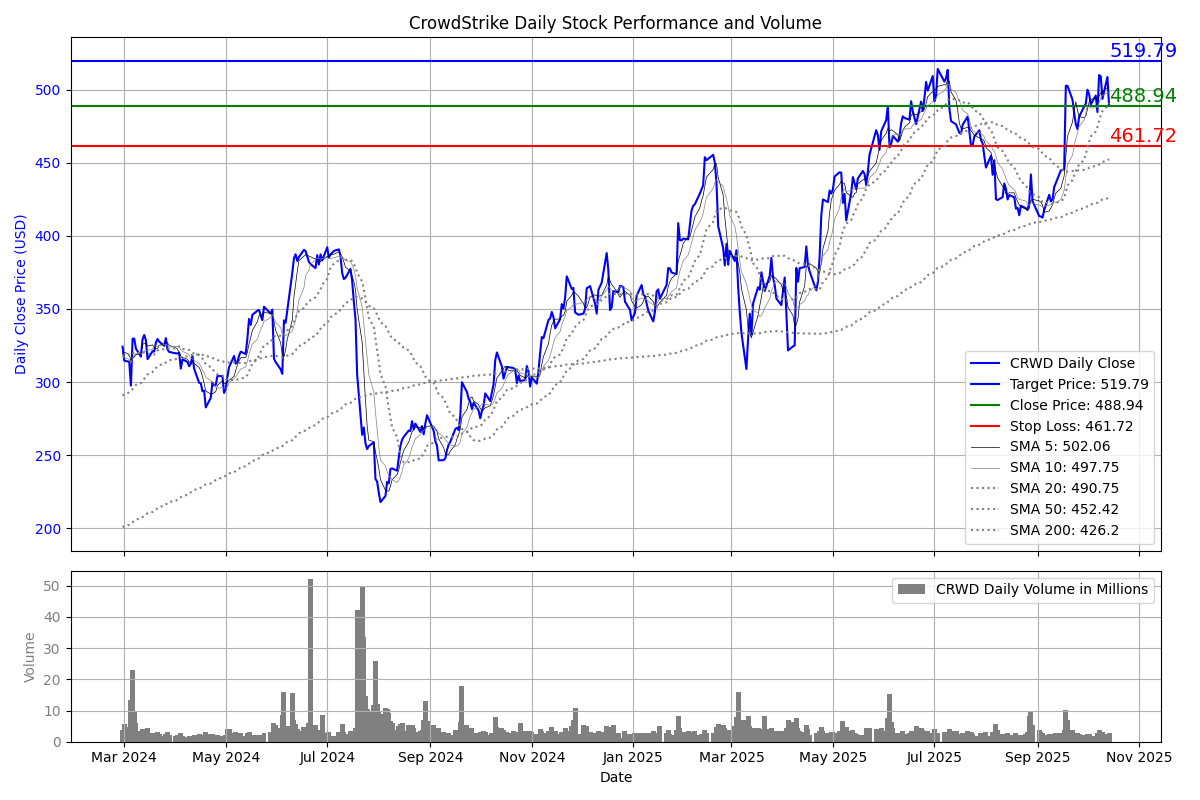 CrowdStrike Daily Stock Performance and Volume
519.79
500
488.94
461.72
450
400
350
300
250
200
Daily Close Price (USD)
CRWD Daily Close
Target Price: 519.79
Close Price: 488.94
Stop Loss: 461.72
SMA 5: 502.06
SMA 10: 497.75
SMA 20: 490.75
SMA 50: 452.42
SMA 200: 426.2
50
40
30
20
10
0
Volume
CRWD Daily Volume in Millions
Mar 2024
May 2024
Jul 2024
Sep 2024
Nov 2024
Jan 2025
Mar 2025
May 2025
Jul 2025
Sep 2025
Nov 2025
Date